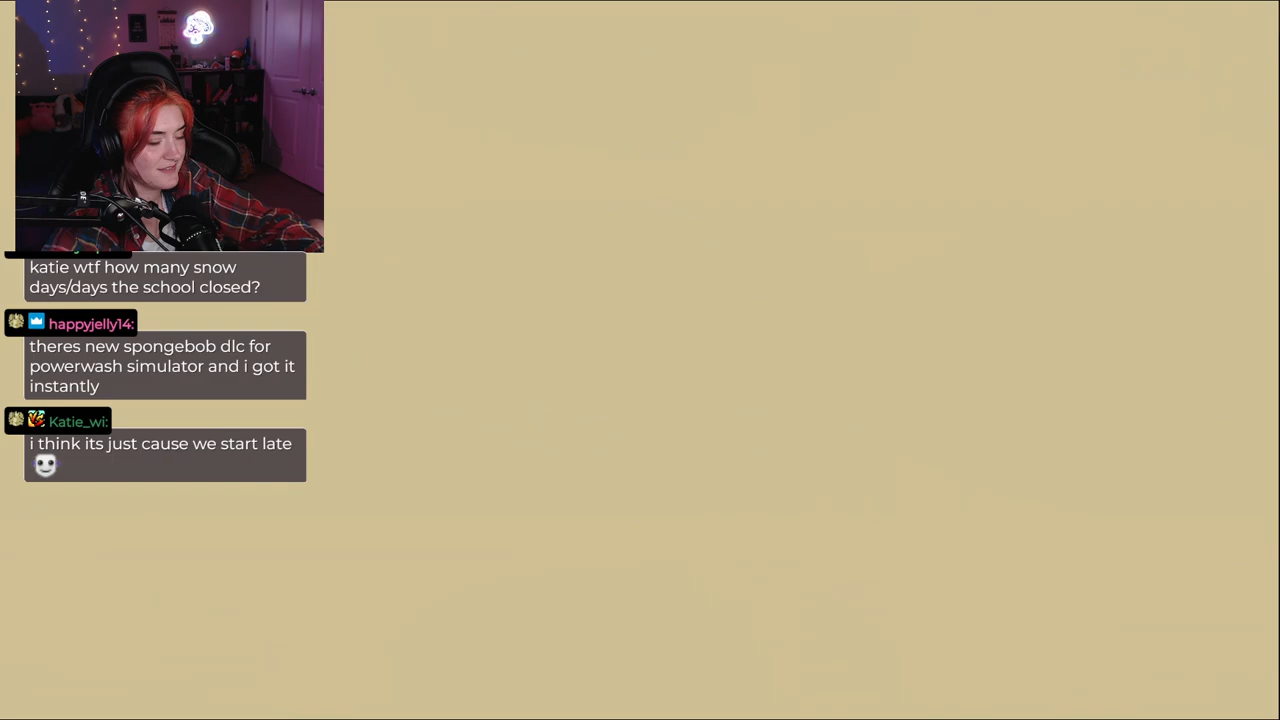 katie wtf how many snow
days/days the school closed?
happyjelly14:
theres new spongebob dlc for
powerwash simulator and i got it
instantly
Katie_wi:
i think its just cause we start late